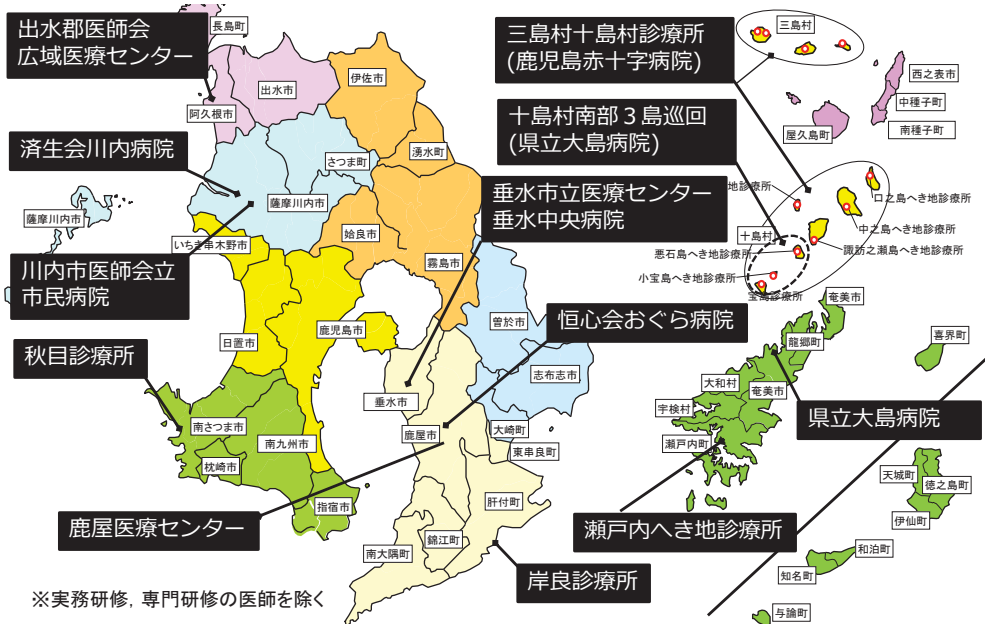 出水郡医師会
広域医療センター
長島町
出水市
阿久根市
伊佐市
済生会川内病院
さつま町
湧水町
薩摩川内市
薩摩川内市
川内市医師会立
市民病院
いちき串木野市
姶良市
霧島市
垂水市立医療センター
垂水中央病院
三島村十島村診療所
(鹿児島赤十字病院)
三島村
西之表市
中種子町
南種子町
屋久島町
十島村南部3島巡回
(県立大島病院)
地診療所
口之島へき地診療所
中之島へき地診療所
諏訪之瀬島へき地診療所
十島村
悪石島へき地診療所
小宝島へき地診療所
宝島診療所
秋目診療所
日置市
鹿児島市
曽於市
志布志市
恒心会おぐら病院
垂水市
鹿屋市
大崎町
東串良町
南さつま市
南九州市
枕崎市
指宿市
鹿屋医療センター
肝付町
錦江町
南大隅町
岸良診療所
奄美市
龍郷町
喜界町
大和村
奄美市
宇検村
瀬戸内町
県立大島病院
瀬戸内へき地診療所
天城町
徳之島町
伊仙町
和泊町
知名町
与論町
※実務研修, 専門研修の医師を除く